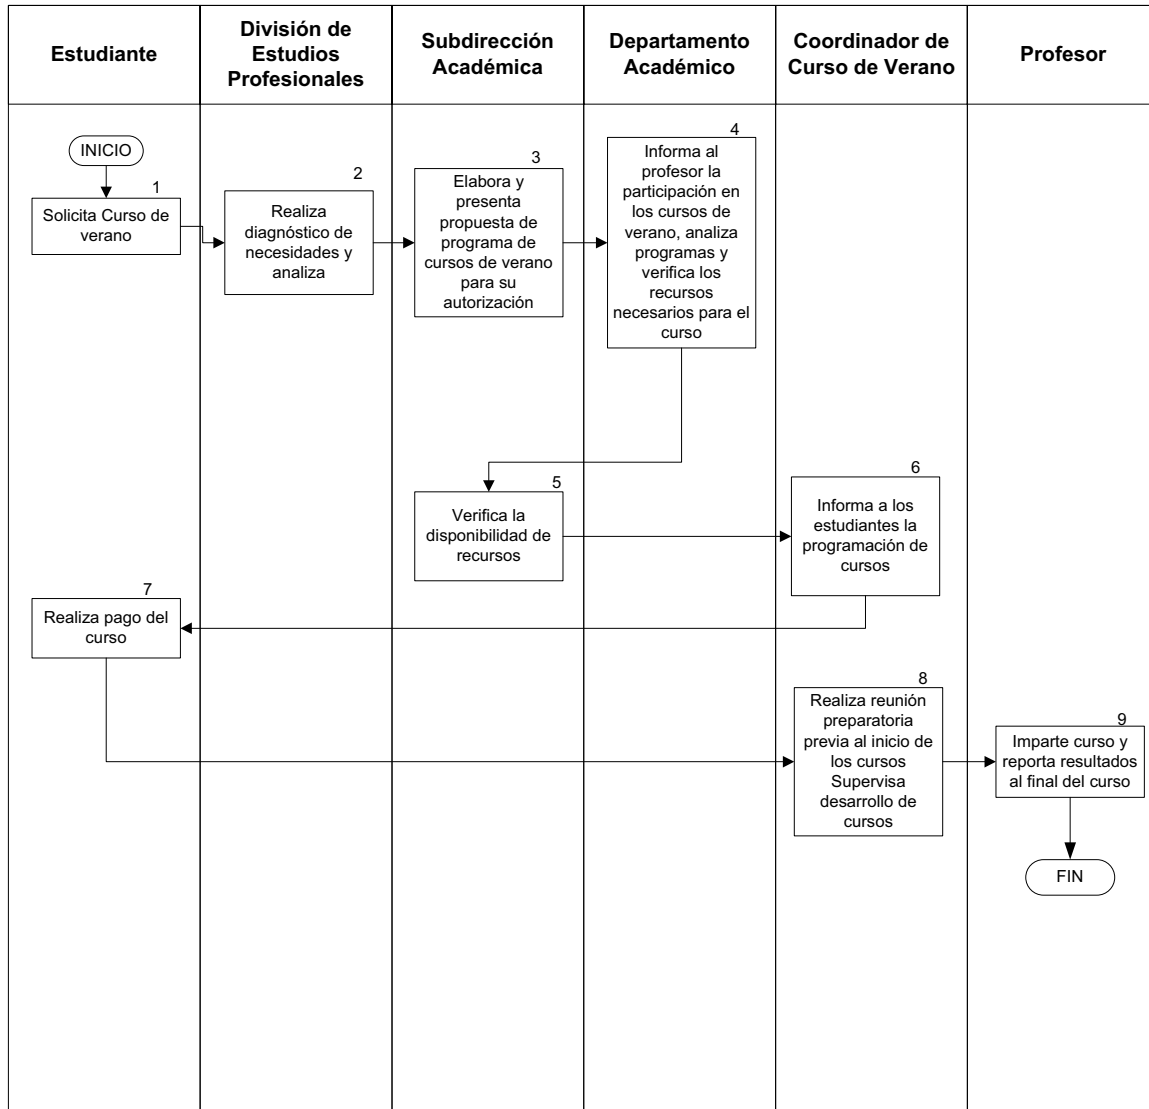 Estudiante
División de
Estudios
Profesionales
Subdirección
Académica
Departamento
Académico
Coordinador de
Curso de Verano
Profesor
INICIO
1
Solicita Curso de
verano
2
Realiza
diagnóstico de
necesidades y
analiza
3
Elabora y
presenta
propuesta de
programa de
cursos de verano
para su
autorización
4
Informa al
profesor la
participación en
los cursos de
verano, analiza
programas y
verifica los
recursos
necesarios para el
curso
5
Verifica la
disponibilidad de
recursos
6
Informa a los
estudiantes la
programación de
cursos
7
Realiza pago del
curso
8
Realiza reunión
preparatoria
previa al inicio de
los cursos
Supervisa
desarrollo de
cursos
9
Imparte curso y
reporta resultados
al final del curso
FIN